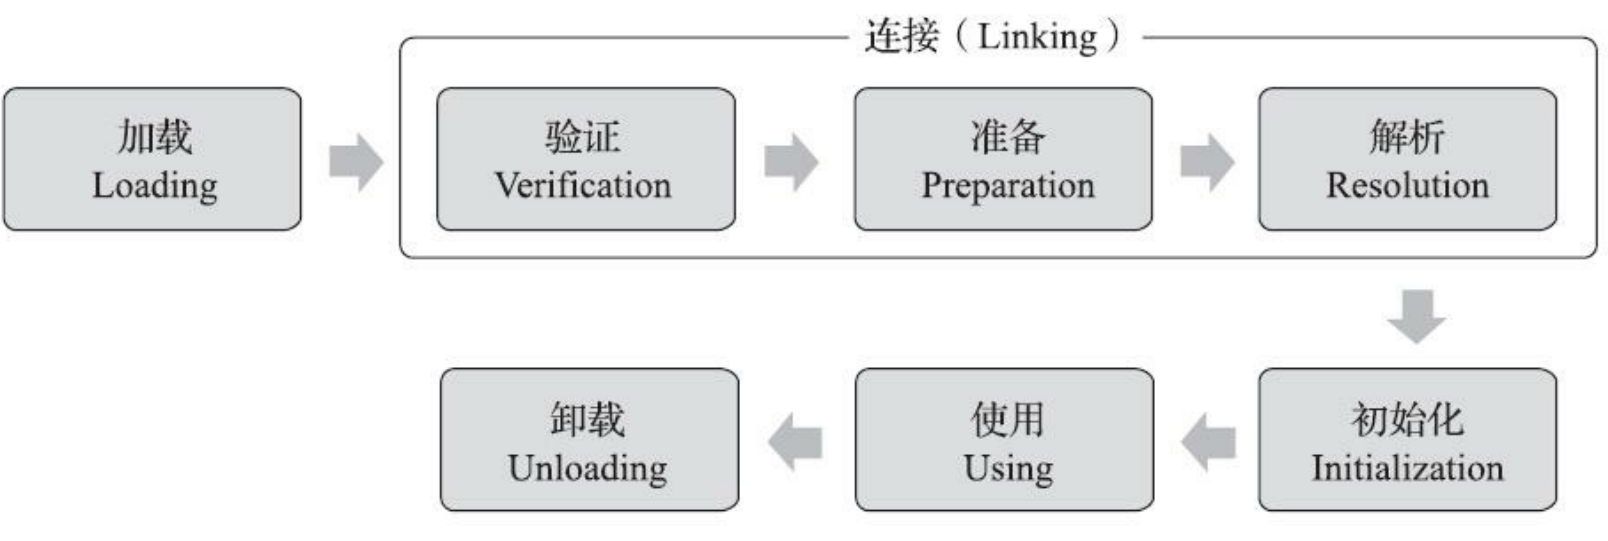 连接（Linking）
加载
Loading
验证
Verification
准备
Preparation
解析
Resolution
初始化
Initialization
使用
Using
卸载
Unloading